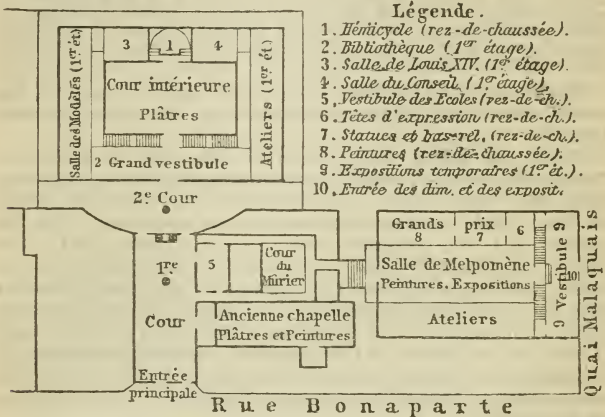 Légende.
1. Hémicycle (rez-de-chaussée).
2. Bibliothèque (1er étage).
3. Salle de Louis XIV. (1er étage).
4. Salle du Conseil, (1er étage),
5. Vestibule des Ecoles (rez-de-ch.).
6. Têtes d'expression (rez-de-ch.).
7. Statues et bas-rel, (rez-de-ch.).
8. Peintures (rez-de-chaussée).
9. Expositions temporaires (1er ét.).
10. Entrée des dim. et des exposit.
Salle des Modèles (1er ét)
3
1
4
Cour intérieure
Plâtres
Ateliers (1er ét)
2 Grand vestibule
2e Cour
1re
Cour
5
Cour
du
Mûrier
Ancienne chapelle
Plâtres et Peintures
Entrée
principale
Grands
8
prix
7
6
Salle de Melpomène
Peintures. Expositions
Ateliers
9 Vestibule 9
10
Quai Malaquais
Rue Bonaparte